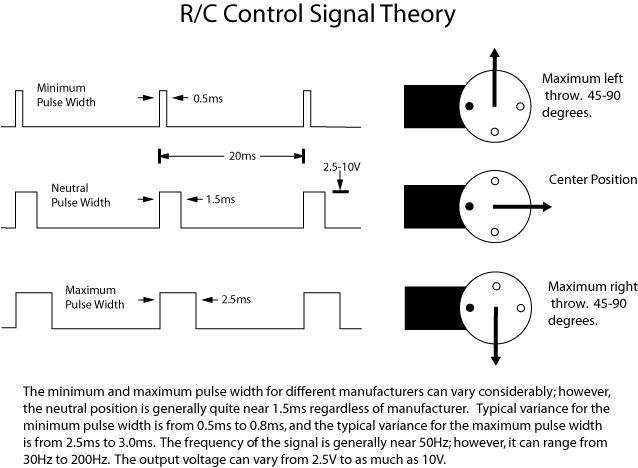 R/C Control Signal Theory
Minimum
Pulse Width
0.5ms
Maximum left
throw. 45-90
degrees.
20ms
2.5-10V
Neutral
Pulse Width
1.5ms
Center Position
Maximum
Pulse Width
2.5ms
Maximum right
throw. 45-90
degrees.
The minimum and maximum pulse width for different manufacturers can vary considerably; however,
the neutral position is generally quite near 1.5ms regardless of manufacturer. Typical variance for the
minimum pulse width is from 0.5ms to 0.8ms, and the typical variance for the maximum pulse width
is from 2.5ms to 3.0ms. The frequency of the signal is generally near 50Hz; however, it can range from
30Hz to 200Hz. The output voltage can vary from 2.5V to as much as 10V.